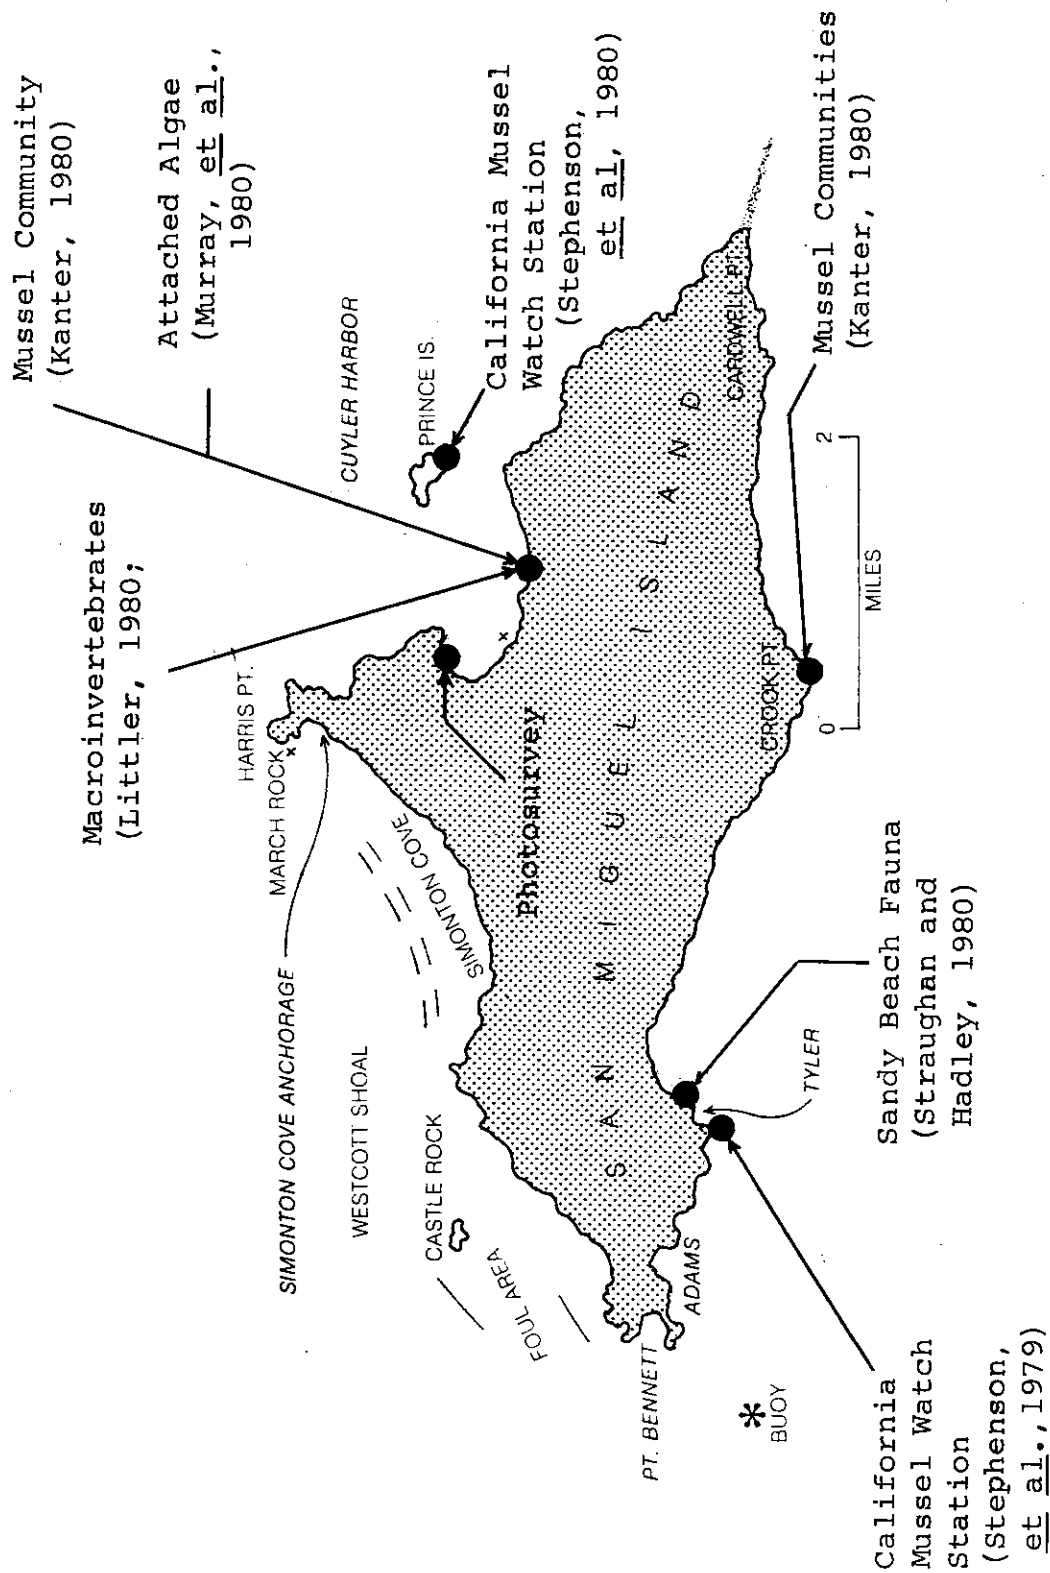 Mussel Community
(Kanter, 1980)
Attached Algae
(Murray, et al.,
1980)
Macroinvertebrates
(Littler, 1980;
California Mussel
Watch Station
(Stephenson,
et al, 1980)
Mussel Communities
(Kanter, 1980)
HARRIS PT.
MARCH ROCK
CUYLER HARBOR
PRINCE IS.
SIMONTON COVE ANCHORAGE
SIMONTON COVE
WESTCOTT SHOAL
CASTLE ROCK
FOUL AREA
Photosurvey
SAN MIGUEL ISLAND
CARDWELL PT.
CROOK PT.
PT. BENNETT
ADAMS
TYLER
BUOY
0 2
MILES
Sandy Beach Fauna
(Straughan and
Hadley, 1980)
California
Mussel Watch
Station
(Stephenson,
et al., 1979)